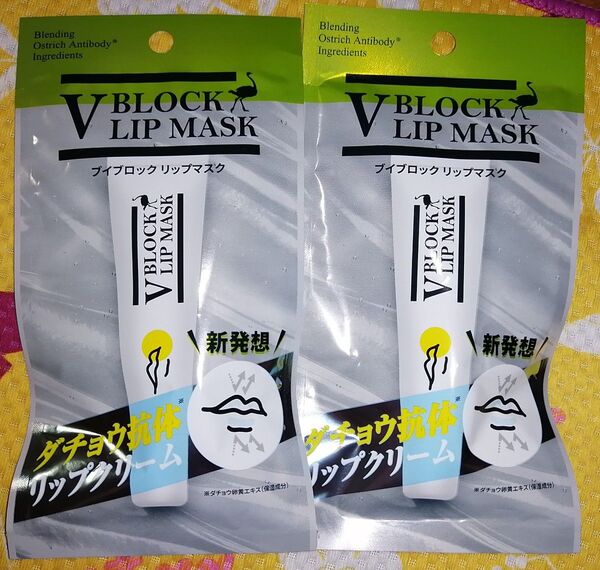 Blending
Ostrich Antibody®
Ingredients
V BLOCK
LIP MASK
ブイブロック リップマスク
V BLOCK
LIP MASK
新発想
ダチョウ抗体※
リップクリーム
※ダチョウ卵黄エキス(保湿成分)
Blending
Ostrich Antibody®
Ingredients
V BLOCK
LIP MASK
ブイブロック リップマスク
V BLOCK
LIP MASK
新発想
ダチョウ抗体※
リップクリーム
※ダチョウ卵黄エキス(保湿成分)